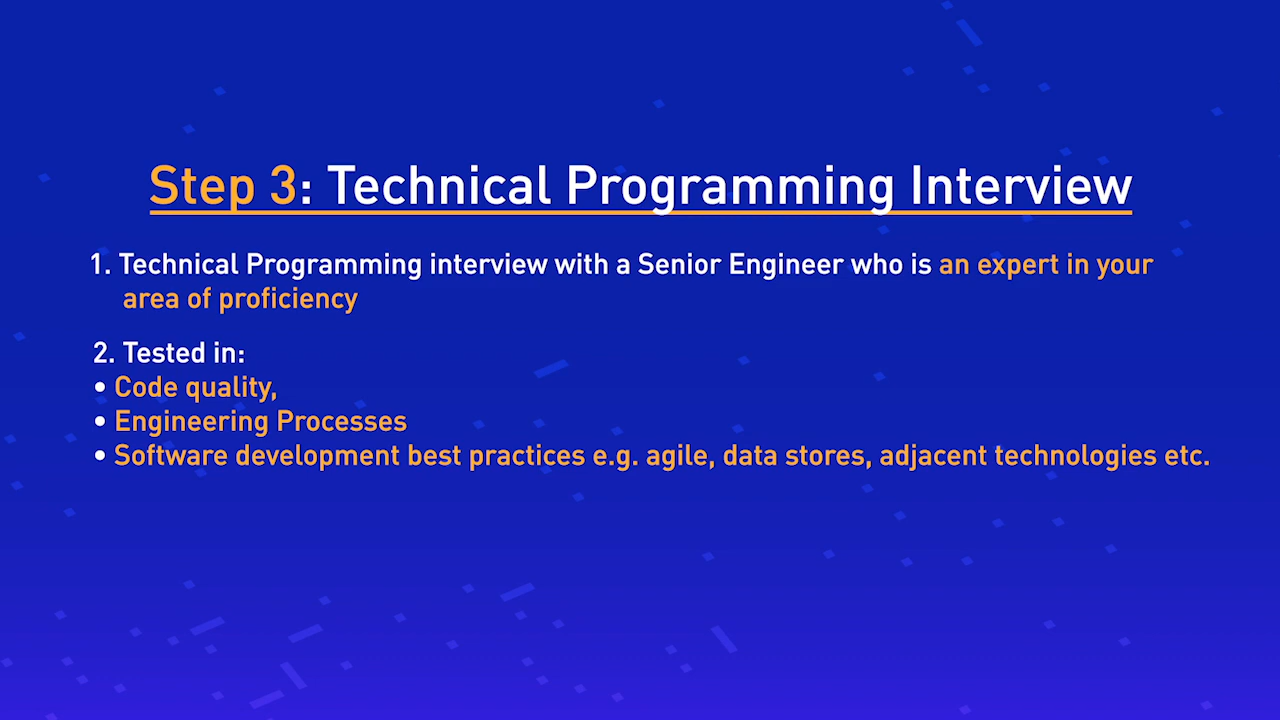 Step 3: Technical Programming Interview
1. Technical Programming interview with a Senior Engineer who is an expert in your
area of proficiency
2. Tested in:
• Code quality,
• Engineering Processes
• Software development best practices e.g. agile, data stores, adjacent technologies etc.